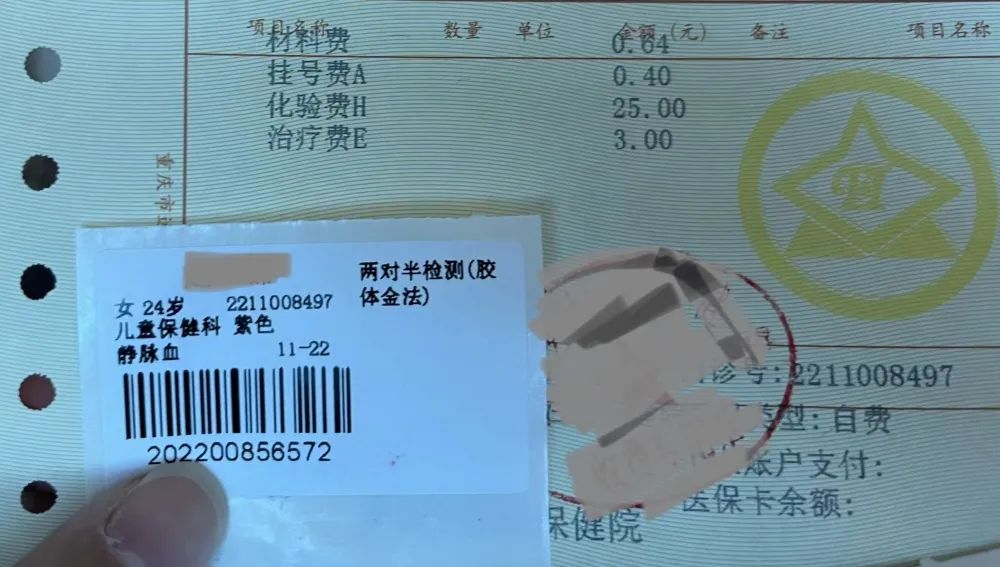 项目名称 数量 单位 金额(元) 备注 项目名称
材料费 0.64
挂号费A 0.40
化验费H 25.00
治疗费E 3.00
重庆市
两对半检测(胶
体金法)
女 24岁 2211008497
儿童保健科 紫色
静脉血 11-22
202200856572
诊号:2211008497
类型:自费
账户支付:
医保卡余额:
保健院